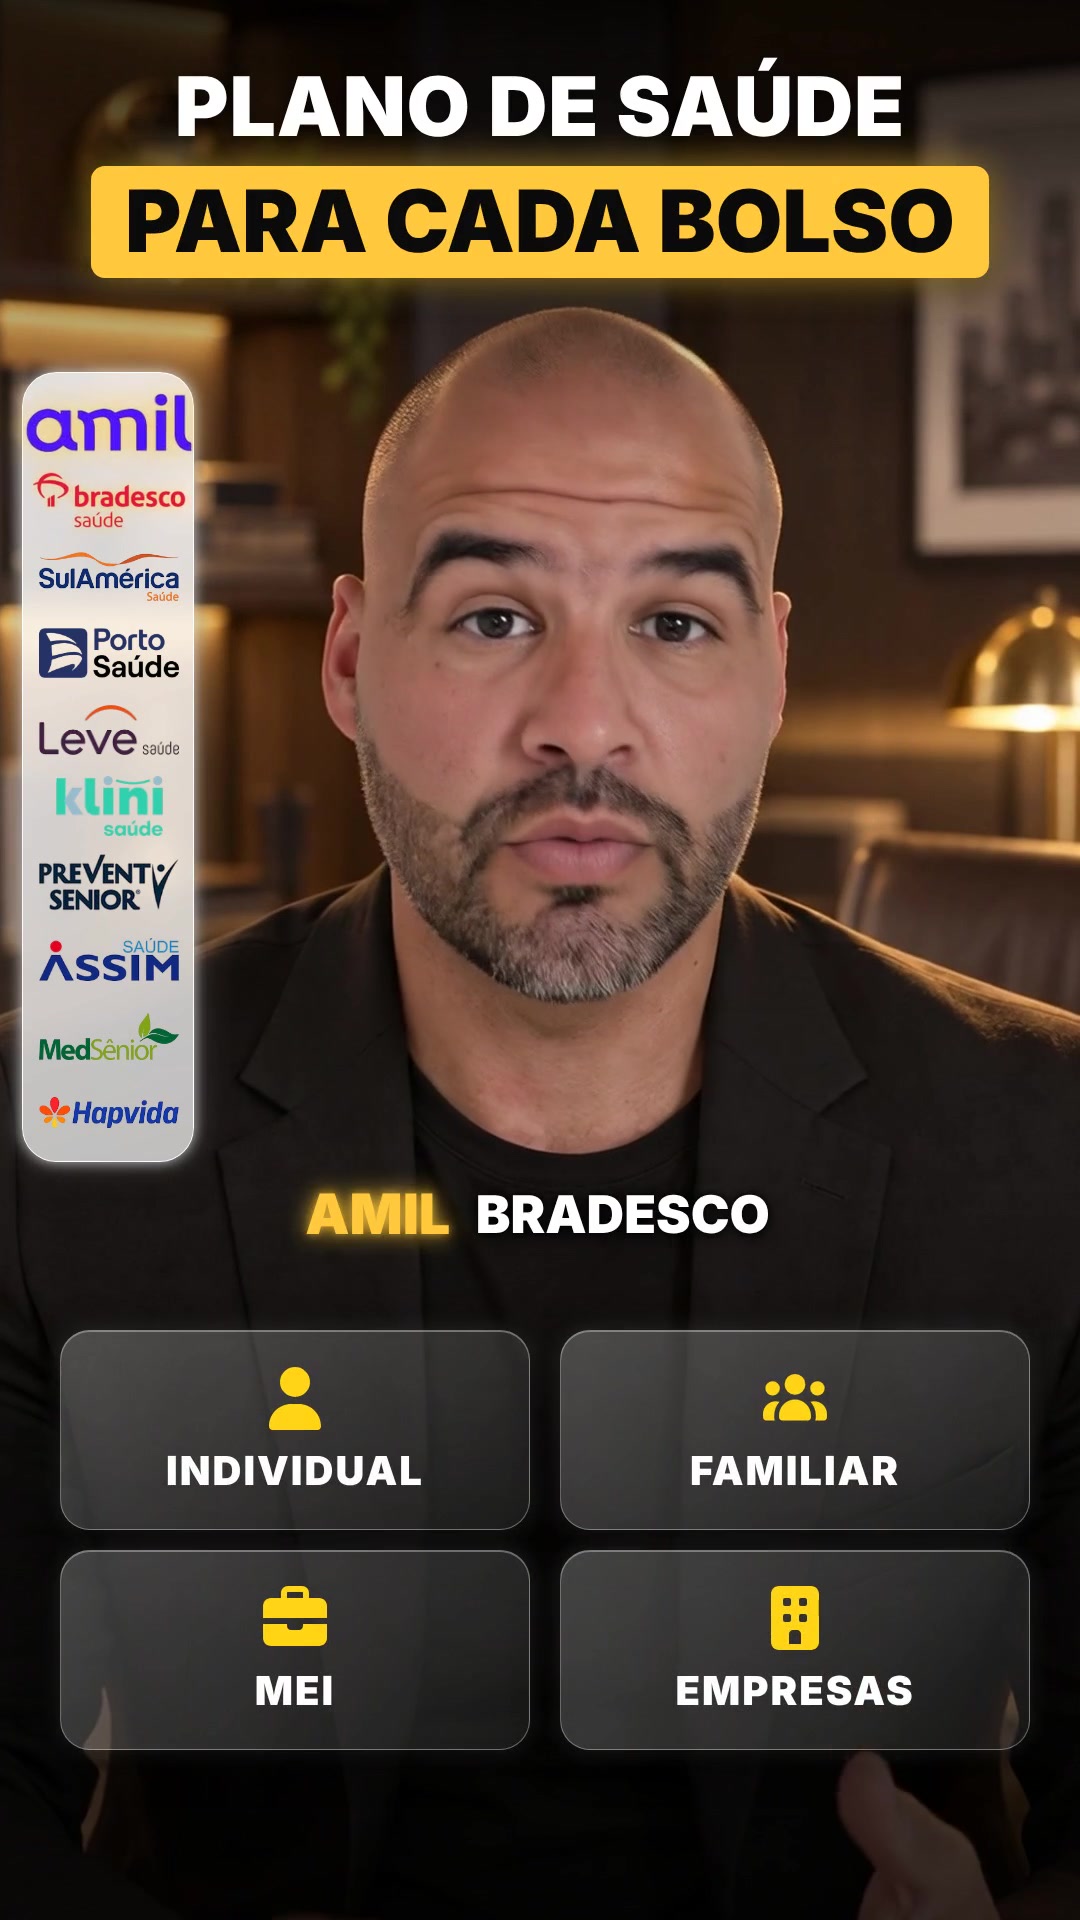 PLANO DE SAÚDE
PARA CADA BOLSO
amil
bradesco
saúde
SulAmérica
Saúde
Porto
Saúde
Leve saúde
klini
saúde
PREVENT
SENIOR®
SAÚDE
ASSIM
MedSênior
Hapvida
AMIL BRADESCO
INDIVIDUAL
FAMILIAR
MEI
EMPRESAS